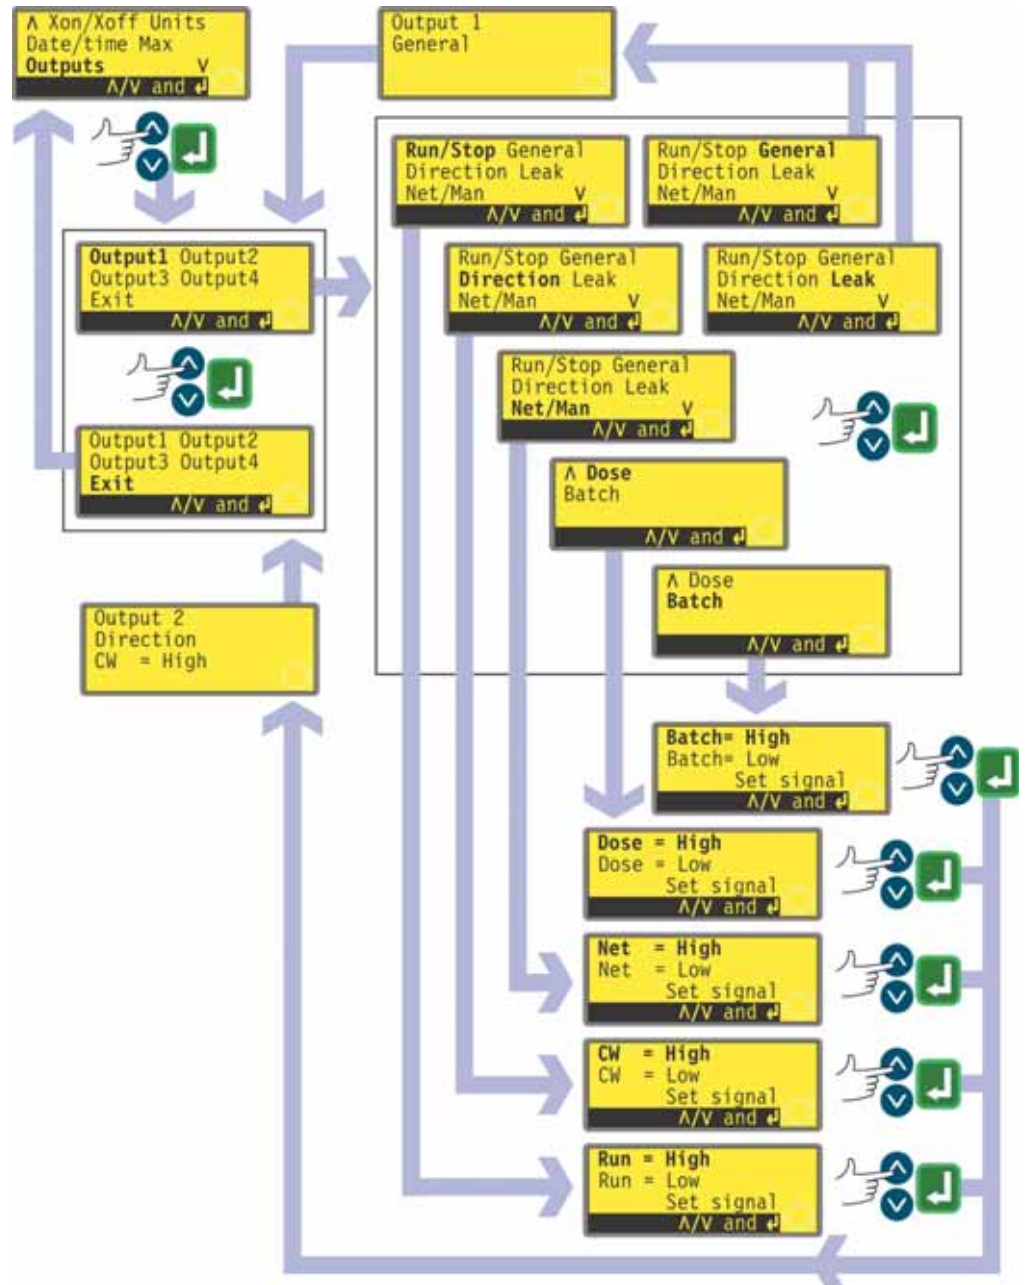 Λ Xon/Xoff Units
Date/time Max
Outputs V
Λ/V and ↲
Output 1
General
Output1 Output2
Output3 Output4
Exit
Λ/V and ↲
Output1 Output2
Output3 Output4
Exit
Λ/V and ↲
Output 2
Direction
CW = High
Run/Stop General
Direction Leak
Net/Man V
Λ/V and ↲
Run/Stop General
Direction Leak
Net/Man V
Λ/V and ↲
Run/Stop General
Direction Leak
Net/Man V
Λ/V and ↲
Run/Stop General
Direction Leak
Net/Man V
Λ/V and ↲
Run/Stop General
Direction Leak
Net/Man V
Λ/V and ↲
Λ Dose
Batch
Λ/V and ↲
Λ Dose
Batch
Λ/V and ↲
Batch= High
Batch= Low
Set signal
Λ/V and ↲
Dose = High
Dose = Low
Set signal
Λ/V and ↲
Net = High
Net = Low
Set signal
Λ/V and ↲
CW = High
CW = Low
Set signal
Λ/V and ↲
Run = High
Run = Low
Set signal
Λ/V and ↲